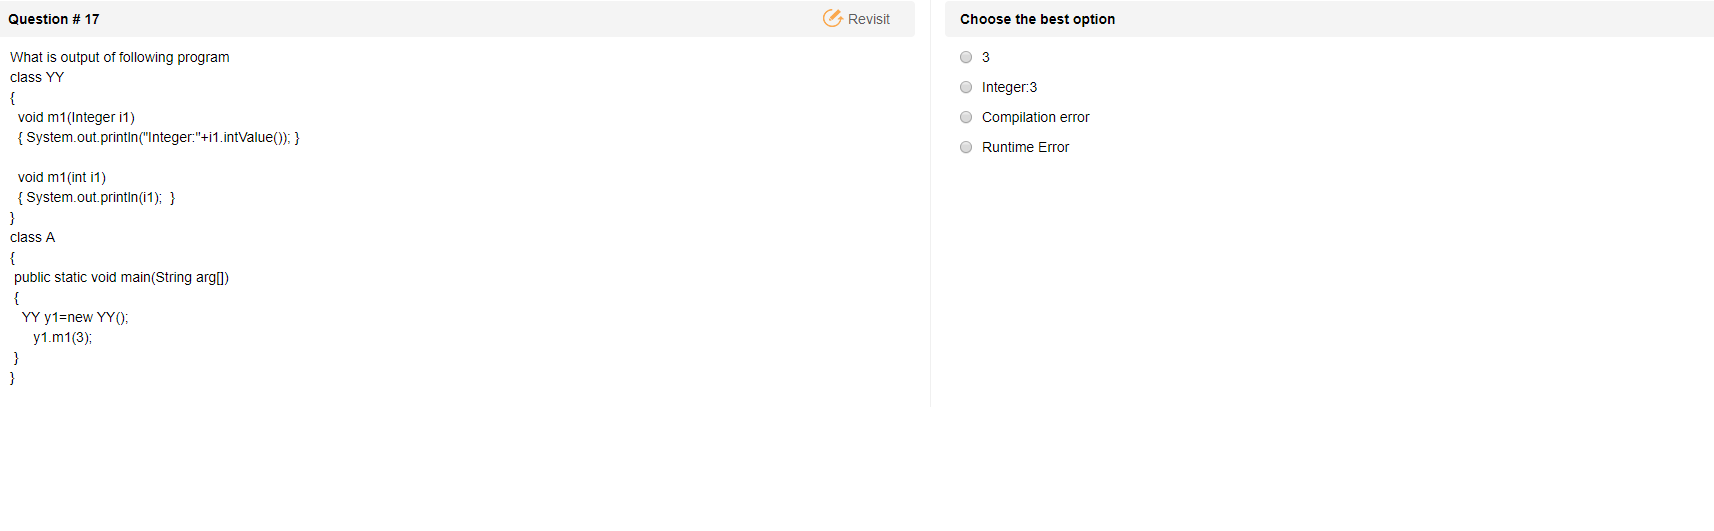 Question # 17
Revisit
What is output of following program
class YY
{
void m1(Integer i1)
{ System.out.println("Integer:"+i1.intValue()); }
void m1(int i1)
{ System.out.println(i1);  }
}
class A
{
public static void main(String arg[])
{
YY y1=new YY();
y1.m1(3);
}
}
Choose the best option
3
Integer:3
Compilation error
Runtime Error